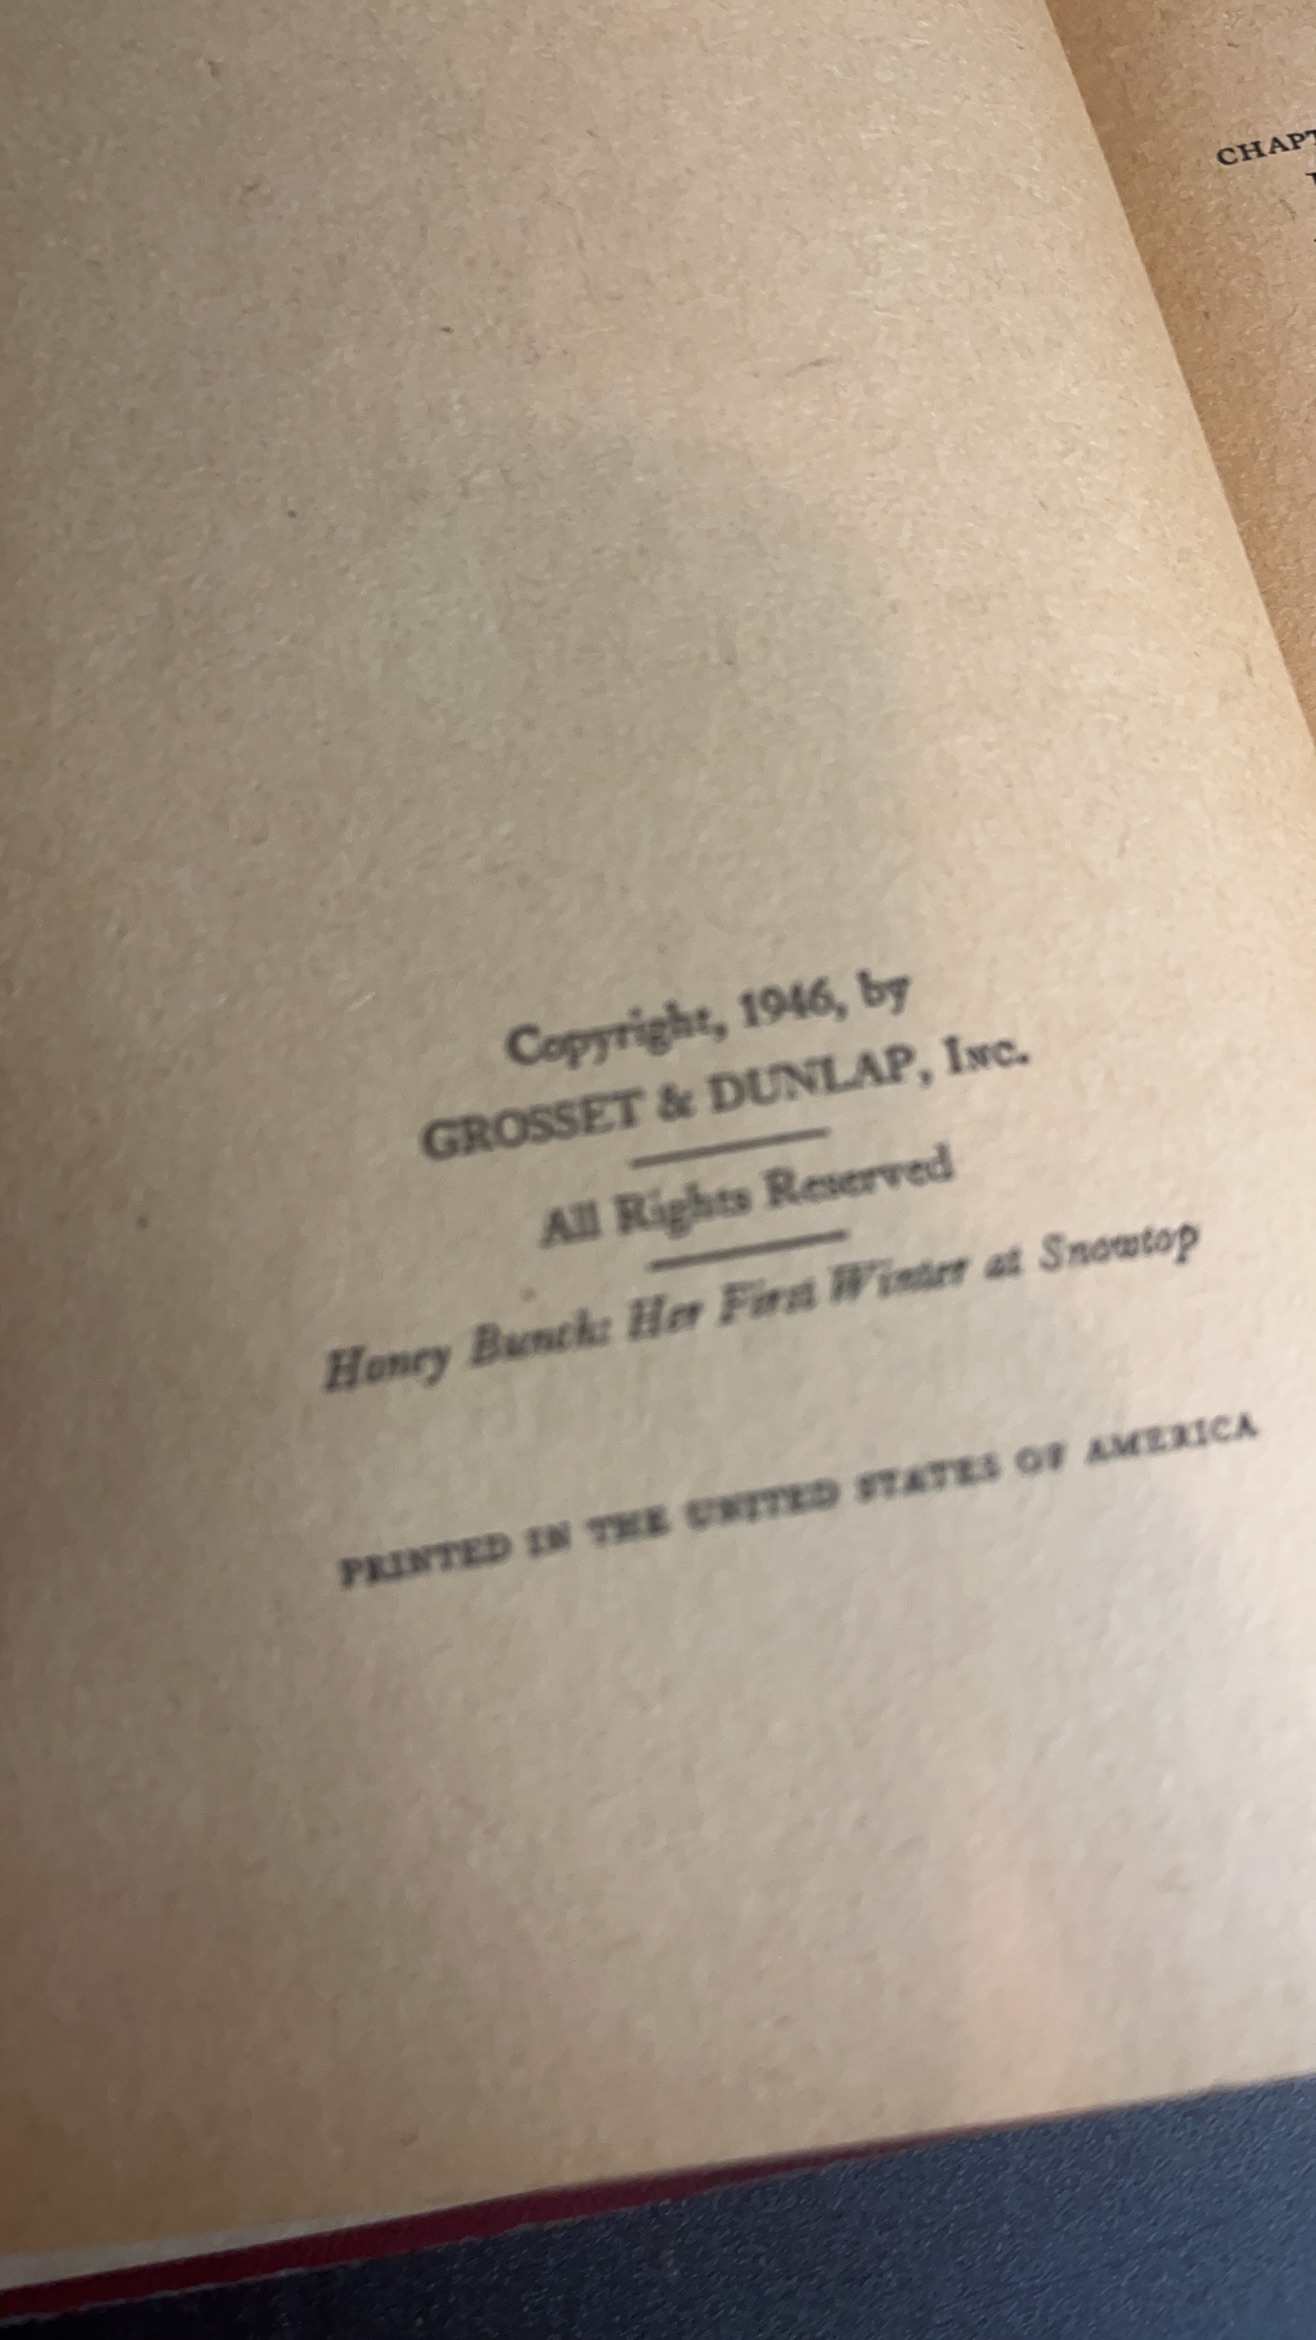 Copyright, 1946, by
GROSSET & DUNLAP, Inc.
All Rights Reserved
Honey Bunch: Her First Winter at Snowtop
PRINTED IN THE UNITED STATES OF AMERICA
CHAPT